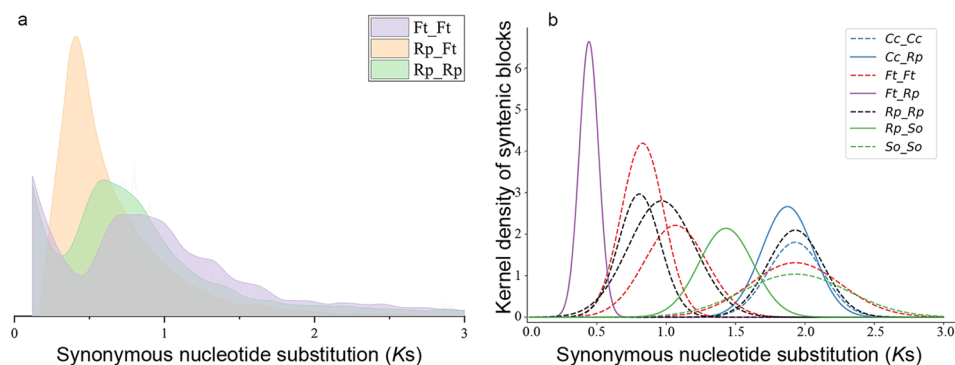 a
Ft_Ft
Rp_Ft
Rp_Rp
0 1 2 3
Synonymous nucleotide substitution (Ks)
b
Kernel density of syntenic blocks
6
5
4
3
2
1
0
Cc_Cc
Cc_Rp
Ft_Ft
Ft_Rp
Rp_Rp
Rp_So
So_So
0.0 0.5 1.0 1.5 2.0 2.5 3.0
Synonymous nucleotide substitution (Ks)